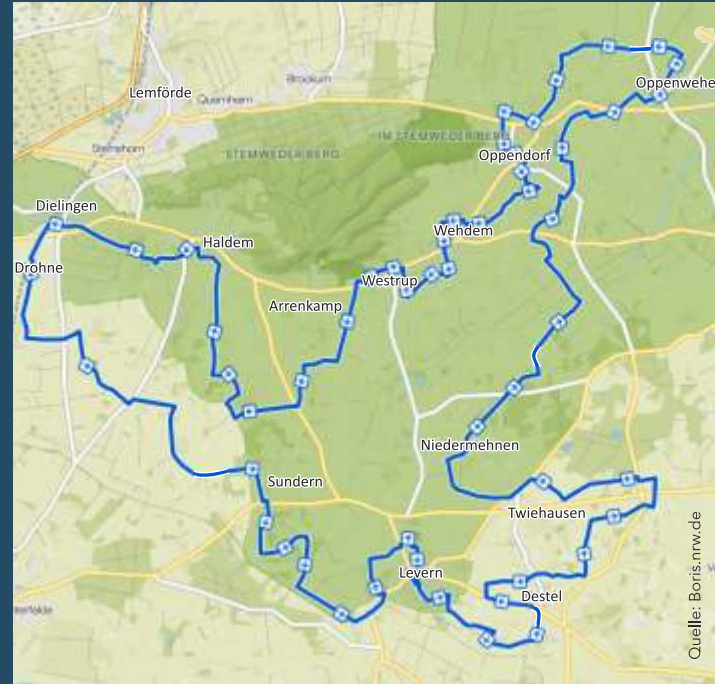 Lemförde
Brockum
Quernheim
Stemshorn
STEMWEDER BERG
IM STEMWEDER BERG
Oppenwehe
Oppendorf
Dielingen
Haldem
Wehdem
Drohne
Westrup
Arrenkamp
Niedermehnen
Sundern
Twiehausen
Levern
Destel
Quelle: Boris.nrw.de